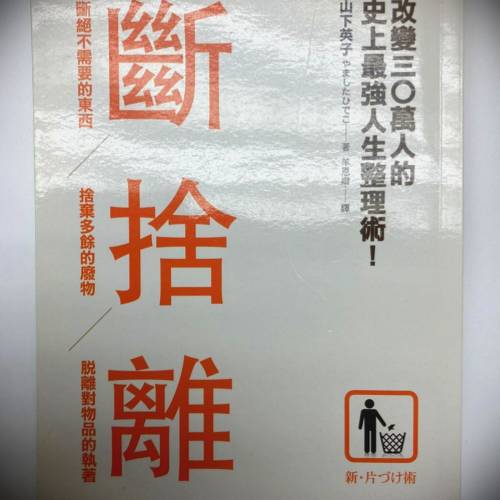 改變三〇萬人的
史上最強人生整理術！
山下英子 やましたひでこ——著 羊恩媺——譯
斷捨離
斷絕不需要的東西／捨棄多餘的廢物／脫離對物品的執著
新・片づけ術